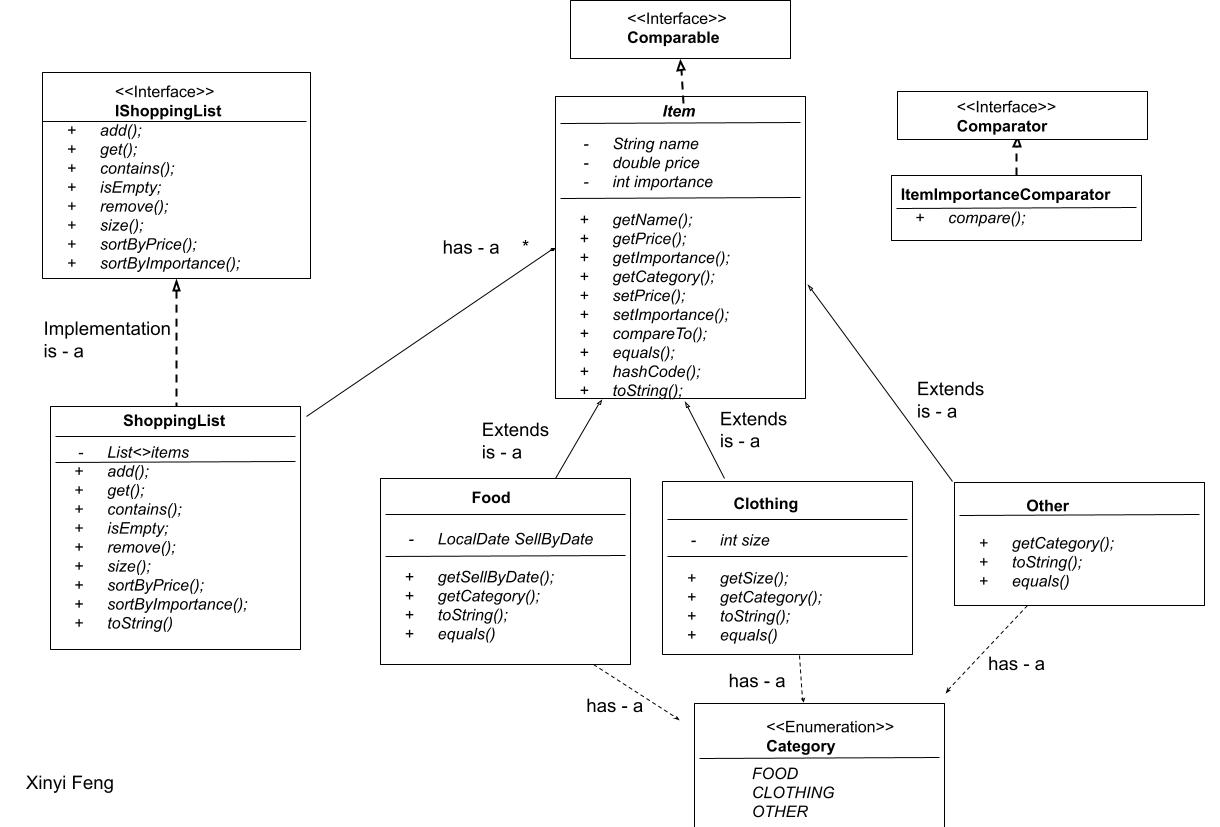 <<Interface>>
Comparable
<<Interface>>
IShoppingList
+ add();
+ get();
+ contains();
+ isEmpty;
+ remove();
+ size();
+ sortByPrice();
+ sortByImportance();
Item
- String name
- double price
- int importance
+ getName();
+ getPrice();
+ getImportance();
+ getCategory();
+ setPrice();
+ setImportance();
+ compareTo();
+ equals();
+ hashCode();
+ toString();
<<Interface>>
Comparator
ItemImportanceComparator
+ compare();
has - a *
Implementation
is - a
ShoppingList
- List<>items
+ add();
+ get();
+ contains();
+ isEmpty;
+ remove();
+ size();
+ sortByPrice();
+ sortByImportance();
+ toString()
Extends
is - a
Extends
is - a
Extends
is - a
Food
- LocalDate SellByDate
+ getSellByDate();
+ getCategory();
+ toString();
+ equals()
Clothing
- int size
+ getSize();
+ getCategory();
+ toString();
+ equals()
Other
+ getCategory();
+ toString();
+ equals()
has - a
has - a
has - a
<<Enumeration>>
Category
FOOD
CLOTHING
OTHER
Xinyi Feng